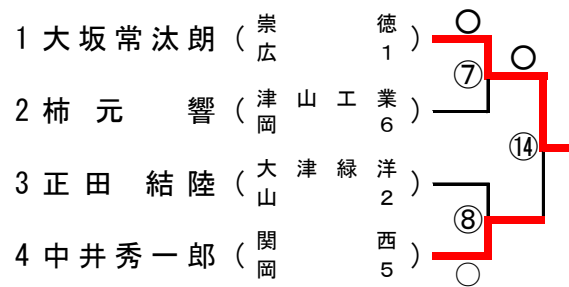 1 大坂常汰朗 (崇徳 広1) 〇
〇
⑦
2 柿元 響 (津山工業 岡6)
⑭
3 正田 結陸 (大津緑洋 山2)
⑧
4 中井秀一郎 (関西 岡5) 〇